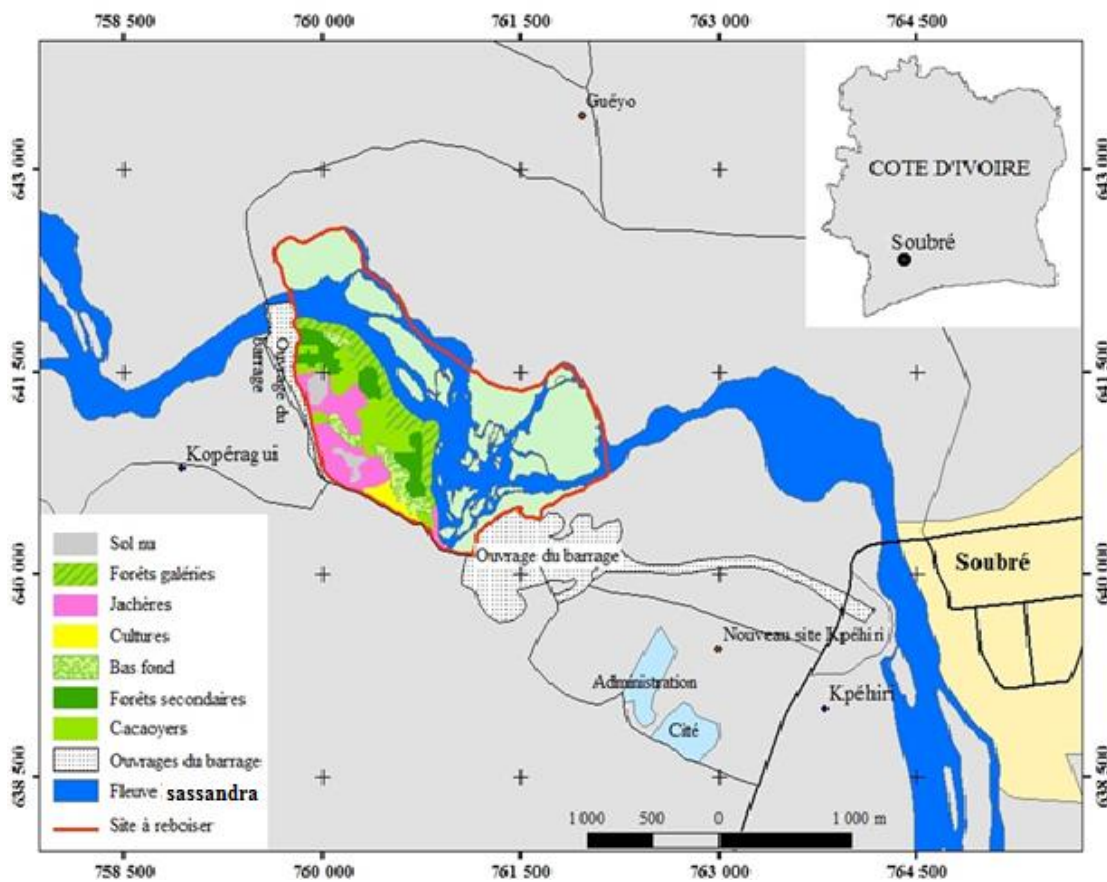 758 500 760 000 761 500 763 000 764 500
643 000
643 000
641 500
641 500
640 000
640 000
638 500
638 500
Guéyo
COTE D'IVOIRE
Soubré
Ouvrage du
Barrage
Kopéragui
Ouvrage du barrage
Soubré
Nouveau site Kpéhiri
Administration
Kpéhiri
Cité
Sol nu
Forêts galéries
Jachères
Cultures
Bas fond
Forêts secondaires
Cacaoyers
Ouvrages du barrage
Fleuve sassandra
Site à reboiser
1 000 500 0 1 000 m
758 500 760 000 761 500 763 000 764 500